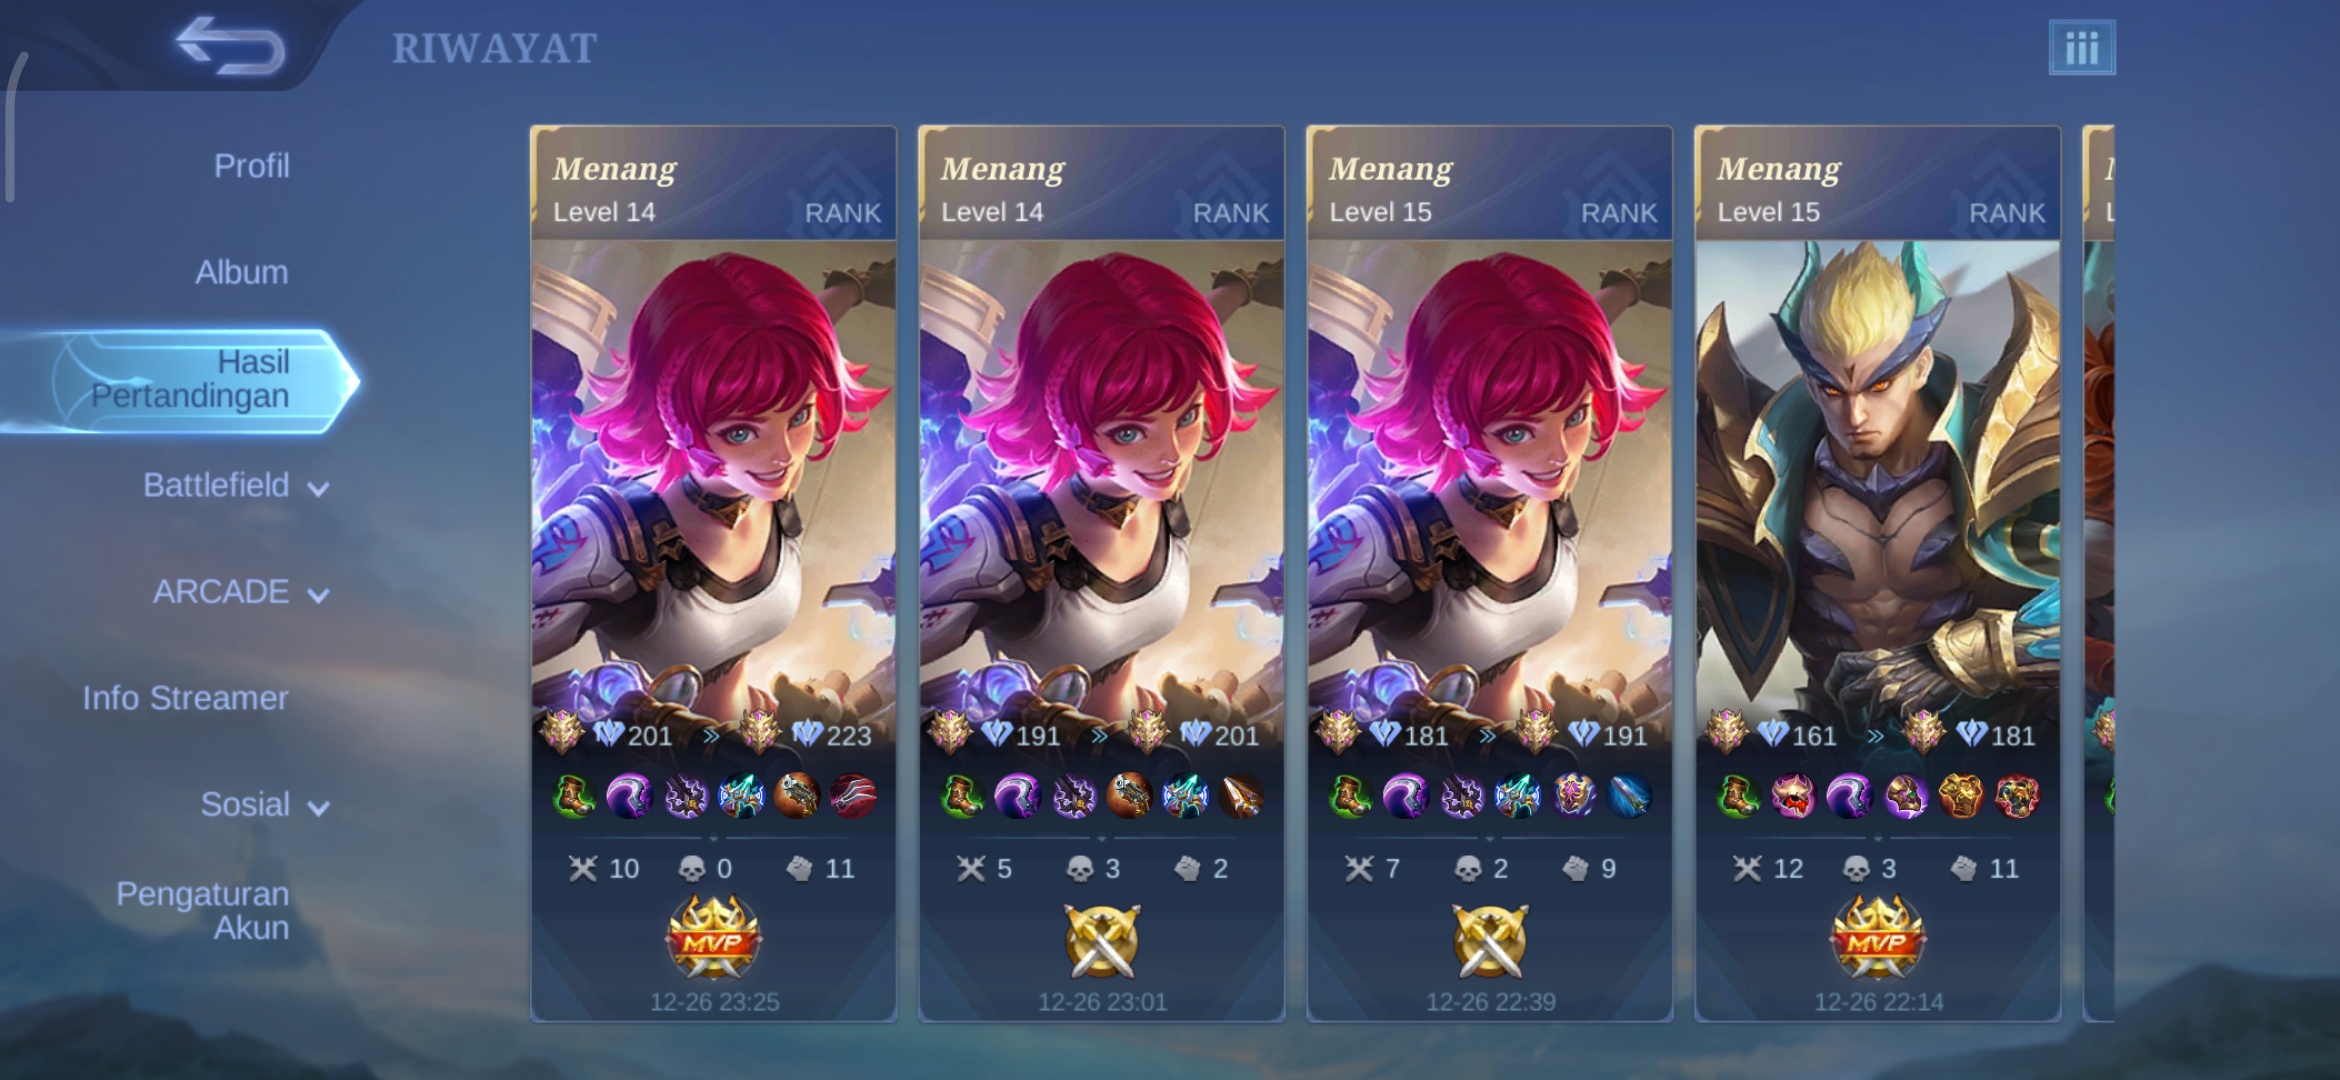 RIWAYAT
Profil
Album
Hasil
Pertandingan
Battlefield
ARCADE
Info Streamer
Sosial
Pengaturan
Akun
Menang
Level 14
RANK
201 » 223
10 0 11
MVP
12-26 23:25
Menang
Level 14
RANK
191 » 201
5 3 2
12-26 23:01
Menang
Level 15
RANK
181 » 191
7 2 9
12-26 22:39
Menang
Level 15
RANK
161 » 181
12 3 11
MVP
12-26 22:14